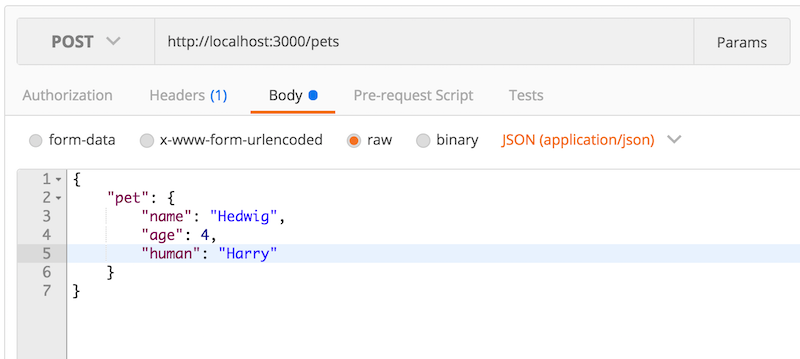 POST http://localhost:3000/pets Params
Authorization Headers (1) Body Pre-request Script Tests
form-data x-www-form-urlencoded raw binary JSON (application/json)
1 {
2 "pet": {
3 "name": "Hedwig",
4 "age": 4,
5 "human": "Harry"
6 }
7 }